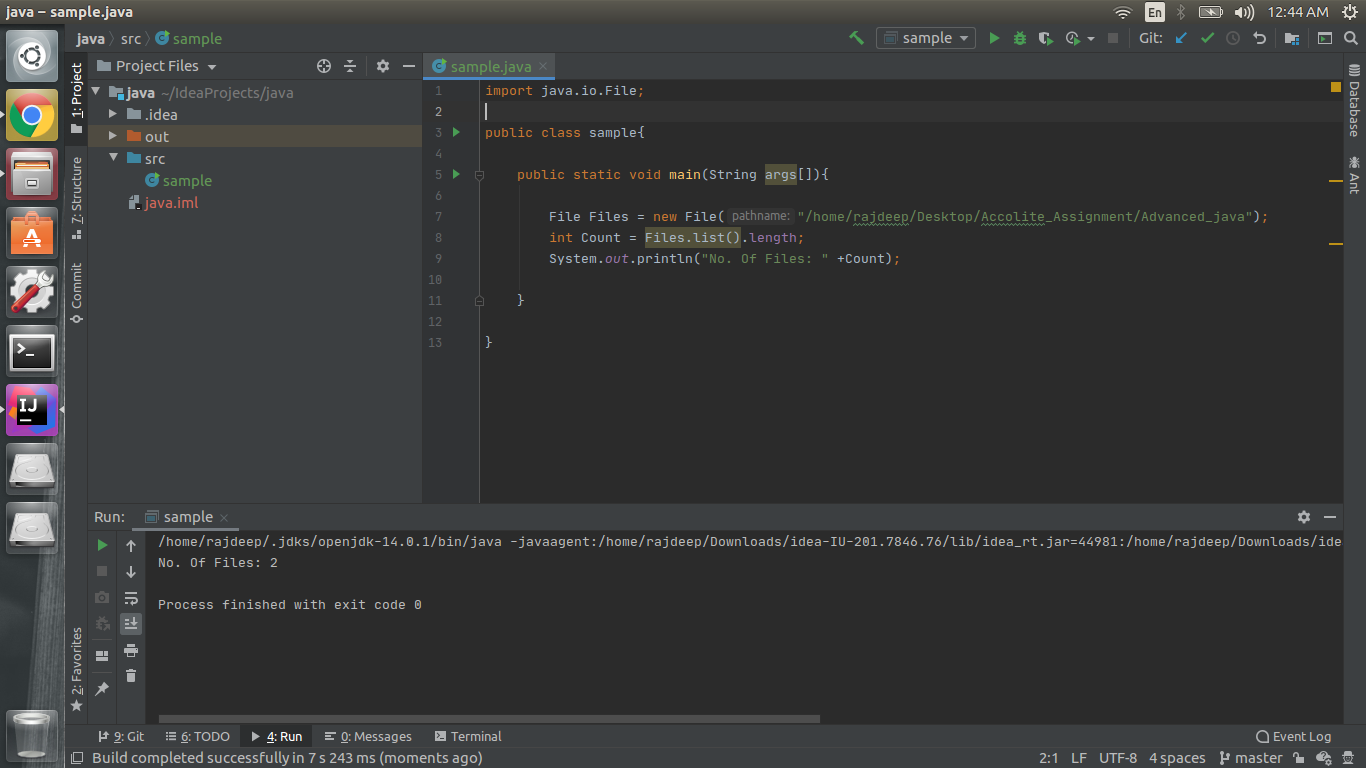 java – sample.java
En
12:44 AM
java src sample
sample
Git:
Project Files
sample.java
1: Project
7: Structure
Commit
2: Favorites
Database
Ant
java ~/IdeaProjects/java
.idea
out
src
sample
java.iml
1 import java.io.File;
2
3 public class sample{
4
5 public static void main(String args[]){
6
7 File Files = new File( pathname: "/home/rajdeep/Desktop/Accolite_Assignment/Advanced_java");
8 int Count = Files.list().length;
9 System.out.println("No. Of Files: " +Count);
10
11 }
12
13 }
Run: sample
/home/rajdeep/.jdks/openjdk-14.0.1/bin/java -javaagent:/home/rajdeep/Downloads/idea-IU-201.7846.76/lib/idea_rt.jar=44981:/home/rajdeep/Downloads/ide
No. Of Files: 2
Process finished with exit code 0
9: Git 6: TODO 4: Run 0: Messages Terminal Event Log
Build completed successfully in 7 s 243 ms (moments ago) 2:1 LF UTF-8 4 spaces master
IJ